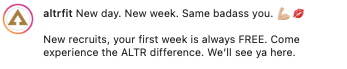 altrfit New day. New week. Same badass you. 💪🏼💋
New recruits, your first week is always FREE. Come
experience the ALTR difference. We'll see ya here.